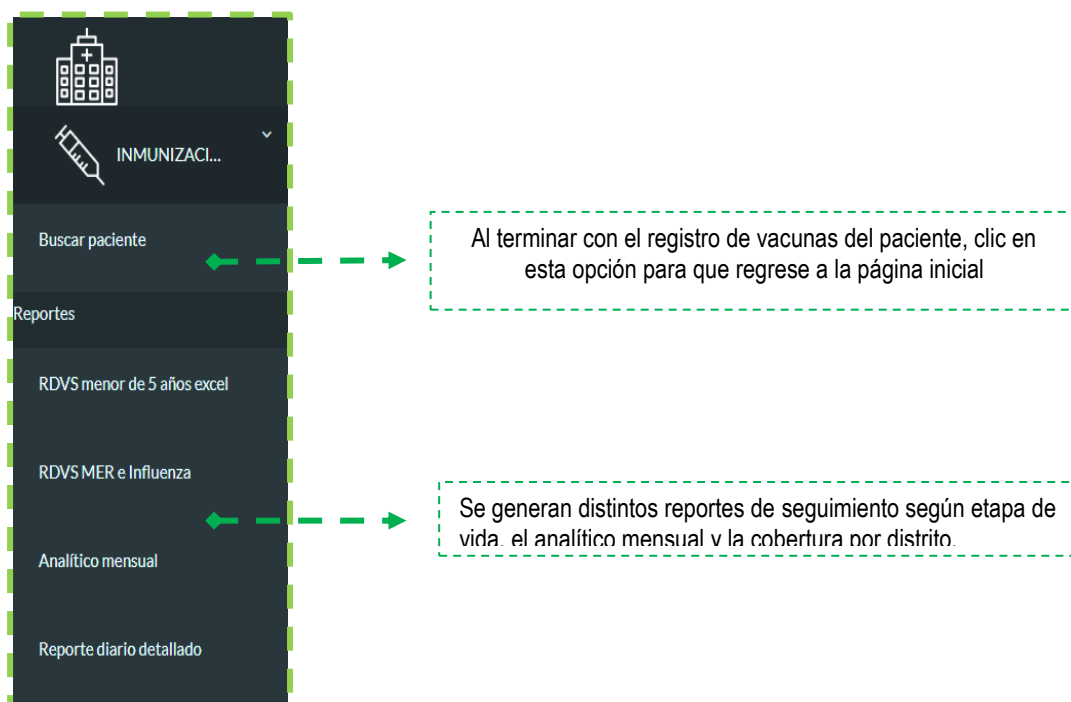 INMUNIZACI...
Buscar paciente
Al terminar con el registro de vacunas del paciente, clic en
esta opción para que regrese a la página inicial
Reportes
RDVS menor de 5 años excel
RDVS MER e Influenza
Se generan distintos reportes de seguimiento según etapa de
vida, el analítico mensual y la cobertura por distrito.
Analítico mensual
Reporte diario detallado